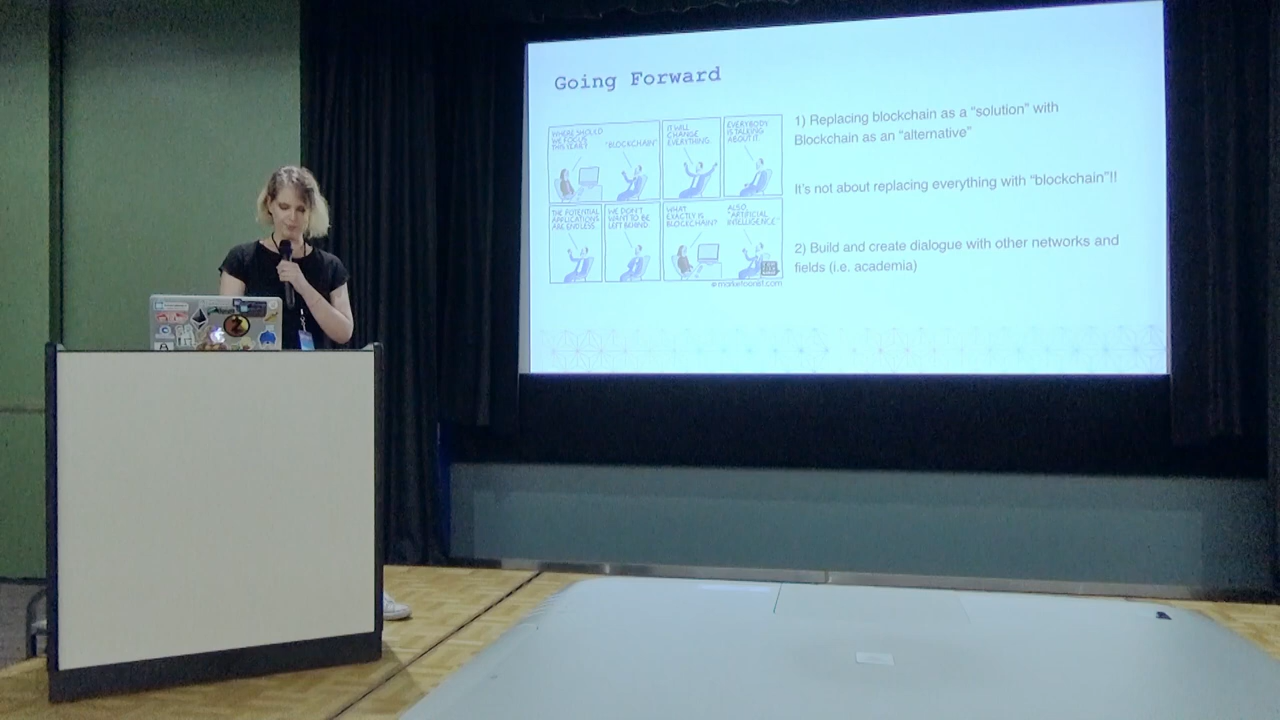 Going Forward
WHERE SHOULD
WE FOCUS
THIS YEAR?
"BLOCKCHAIN"
IT WILL
CHANGE
EVERYTHING
EVERYBODY
IS TALKING
ABOUT IT
THE POTENTIAL
APPLICATIONS
ARE ENDLESS
WE DON'T
WANT TO BE
LEFT BEHIND
WHAT
EXACTLY IS
BLOCKCHAIN?
ALSO,
"ARTIFICIAL
INTELLIGENCE"
marketoonist.com
1) Replacing blockchain as a “solution” with
Blockchain as an “alternative”
It's not about replacing everything with “blockchain”!!
2) Build and create dialogue with other networks and
fields (i.e. academia)